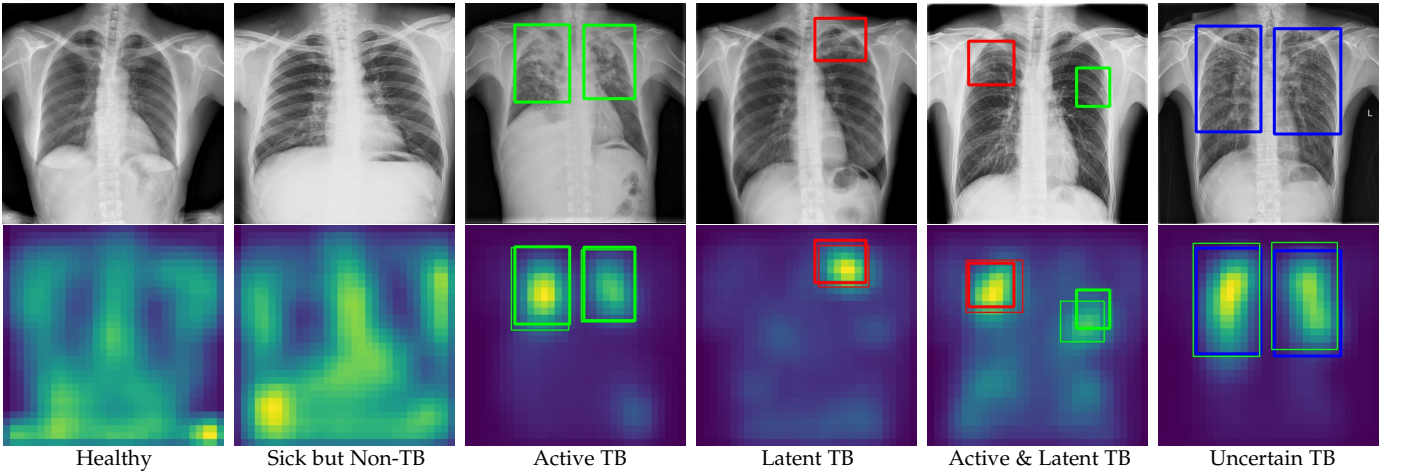 L
Healthy
Sick but Non-TB
Active TB
Latent TB
Active & Latent TB
Uncertain TB